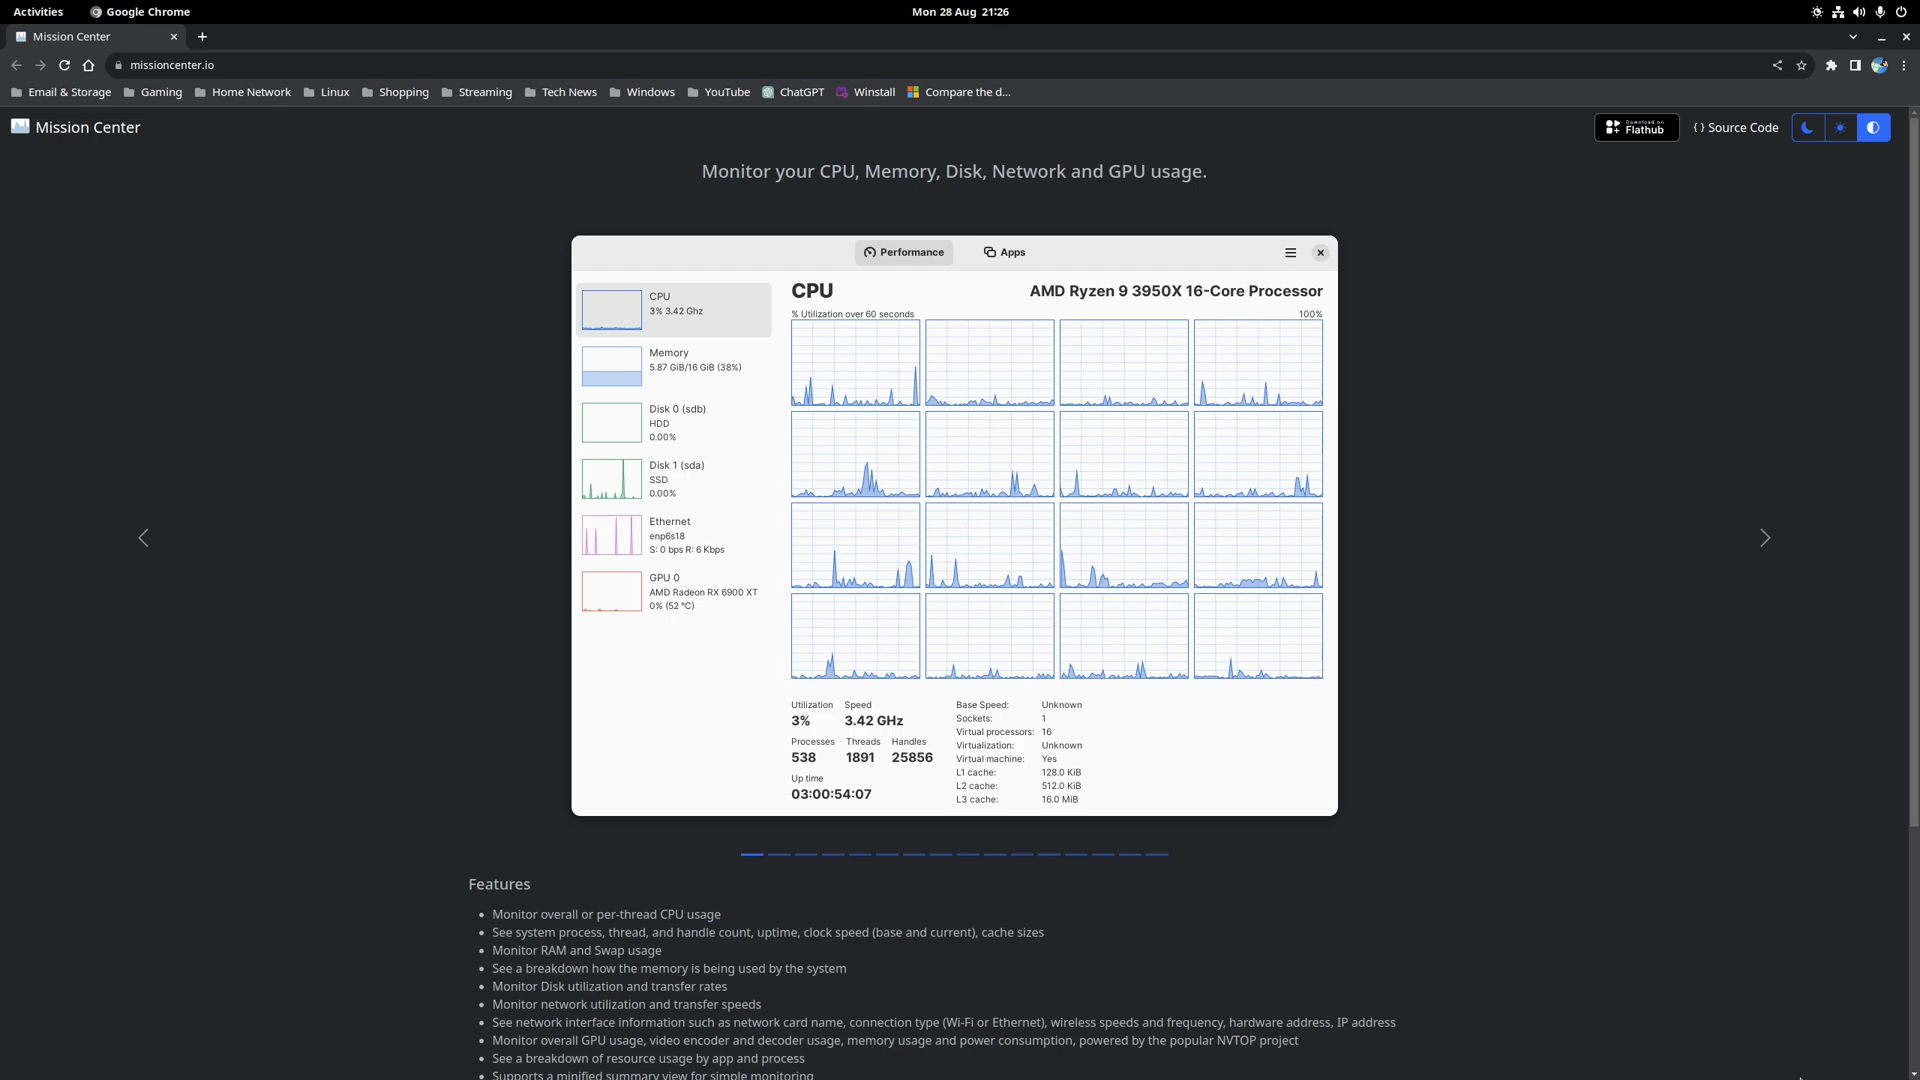 Activities
Google Chrome
Mon 28 Aug 21:26
Mission Center
missioncenter.io
Email & Storage
Gaming
Home Network
Linux
Shopping
Streaming
Tech News
Windows
YouTube
ChatGPT
Winstall
Compare the d...
Mission Center
Download on
Flathub
{ } Source Code
Monitor your CPU, Memory, Disk, Network and GPU usage.
Performance
Apps
CPU
3% 3.42 Ghz
Memory
5.87 GiB/16 GiB (38%)
Disk 0 (sdb)
HDD
0.00%
Disk 1 (sda)
SSD
0.00%
Ethernet
enp6s18
S: 0 bps R: 6 Kbps
GPU 0
AMD Radeon RX 6900 XT
0% (52 °C)
CPU
AMD Ryzen 9 3950X 16-Core Processor
% Utilization over 60 seconds
100%
Utilization Speed
3% 3.42 GHz
Processes Threads Handles
538 1891 25856
Up time
03:00:54:07
Base Speed: Unknown
Sockets: 1
Virtual processors: 16
Virtualization: Unknown
Virtual machine: Yes
L1 cache: 128.0 KiB
L2 cache: 512.0 KiB
L3 cache: 16.0 MiB
Features
Monitor overall or per-thread CPU usage
See system process, thread, and handle count, uptime, clock speed (base and current), cache sizes
Monitor RAM and Swap usage
See a breakdown how the memory is being used by the system
Monitor Disk utilization and transfer rates
Monitor network utilization and transfer speeds
See network interface information such as network card name, connection type (Wi-Fi or Ethernet), wireless speeds and frequency, hardware address, IP address
Monitor overall GPU usage, video encoder and decoder usage, memory usage and power consumption, powered by the popular NVTOP project
See a breakdown of resource usage by app and process
Supports a minified summary view for simple monitoring